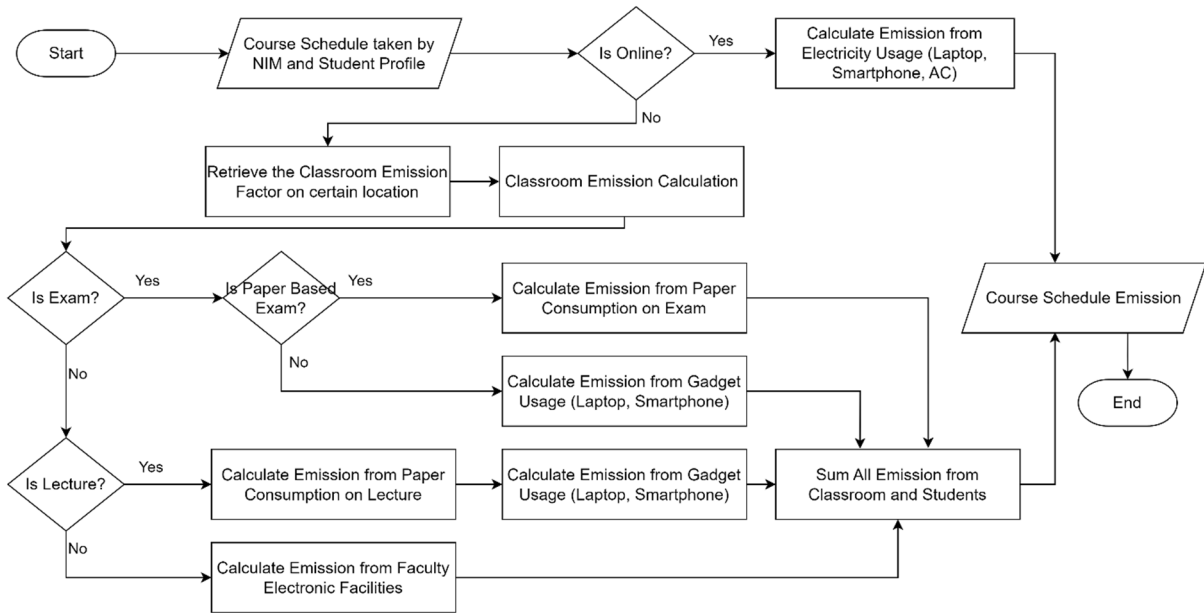 Start
Course Schedule taken by
NIM and Student Profile
Is Online?
Yes
Calculate Emission from
Electricity Usage (Laptop,
Smartphone, AC)
No
Retrieve the Classroom Emission
Factor on certain location
Classroom Emission Calculation
Is Exam?
Yes
Is Paper Based
Exam?
Yes
Calculate Emission from Paper
Consumption on Exam
Course Schedule Emission
No
No
Calculate Emission from Gadget
Usage (Laptop, Smartphone)
End
Is Lecture?
Yes
Calculate Emission from Paper
Consumption on Lecture
Calculate Emission from Gadget
Usage (Laptop, Smartphone)
Sum All Emission from
Classroom and Students
No
Calculate Emission from Faculty
Electronic Facilities